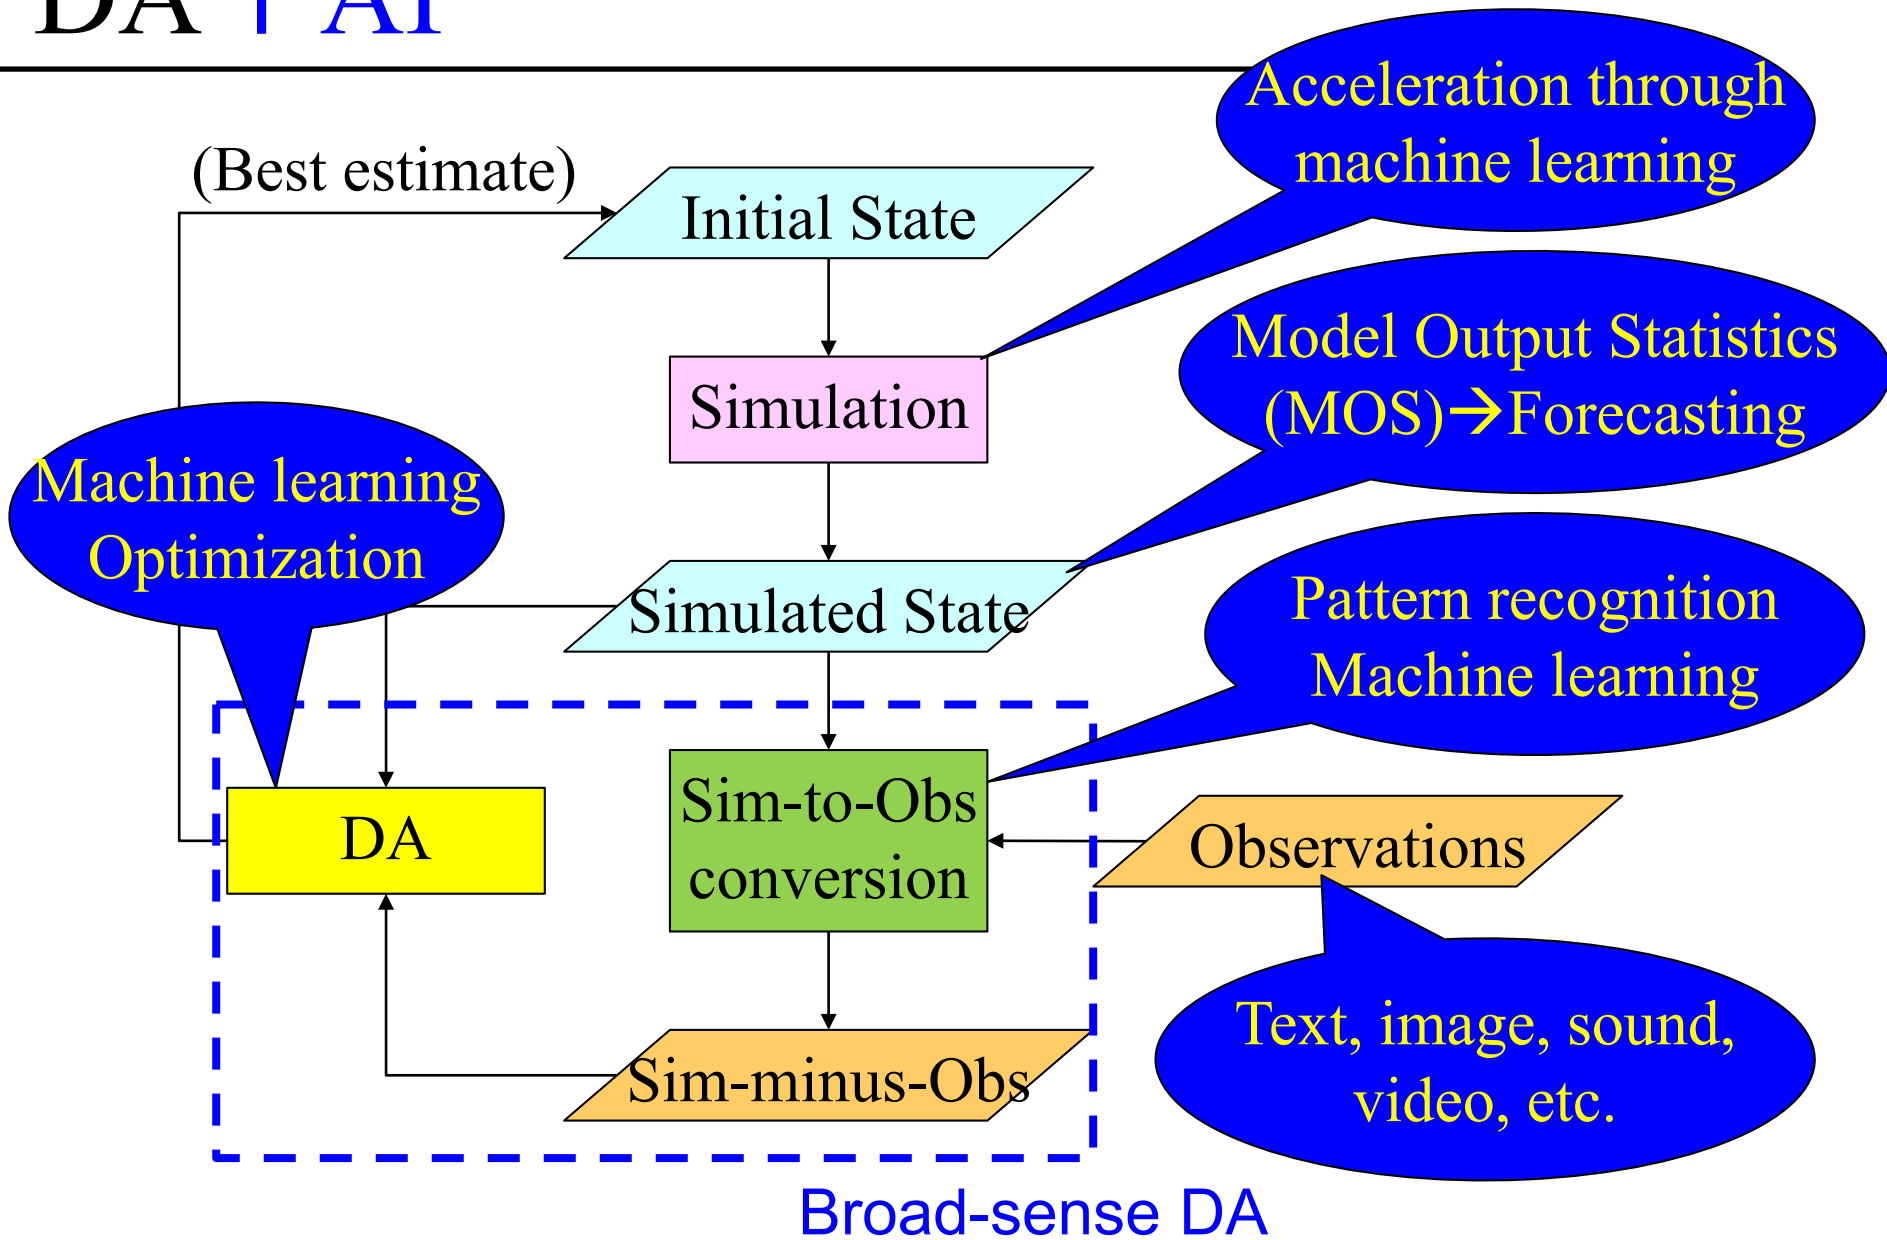 DA + AI
Acceleration through
machine learning
(Best estimate)
Initial State
Model Output Statistics
(MOS)→Forecasting
Simulation
Machine learning
Optimization
Simulated State
Pattern recognition
Machine learning
Sim-to-Obs
conversion
DA
Observations
Sim-minus-Obs
Text, image, sound,
video, etc.
Broad-sense DA